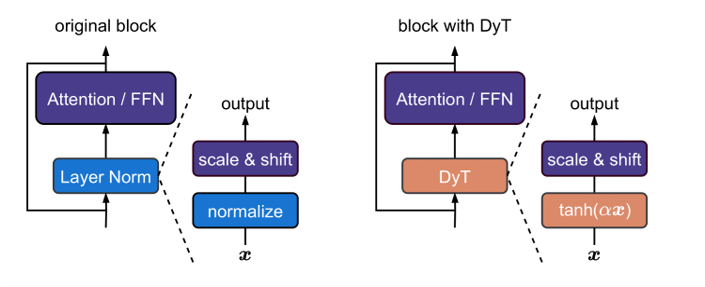 original block
Attention / FFN
Layer Norm
output
scale & shift
normalize
x
block with DyT
Attention / FFN
DyT
output
scale & shift
tanh(αx)
x